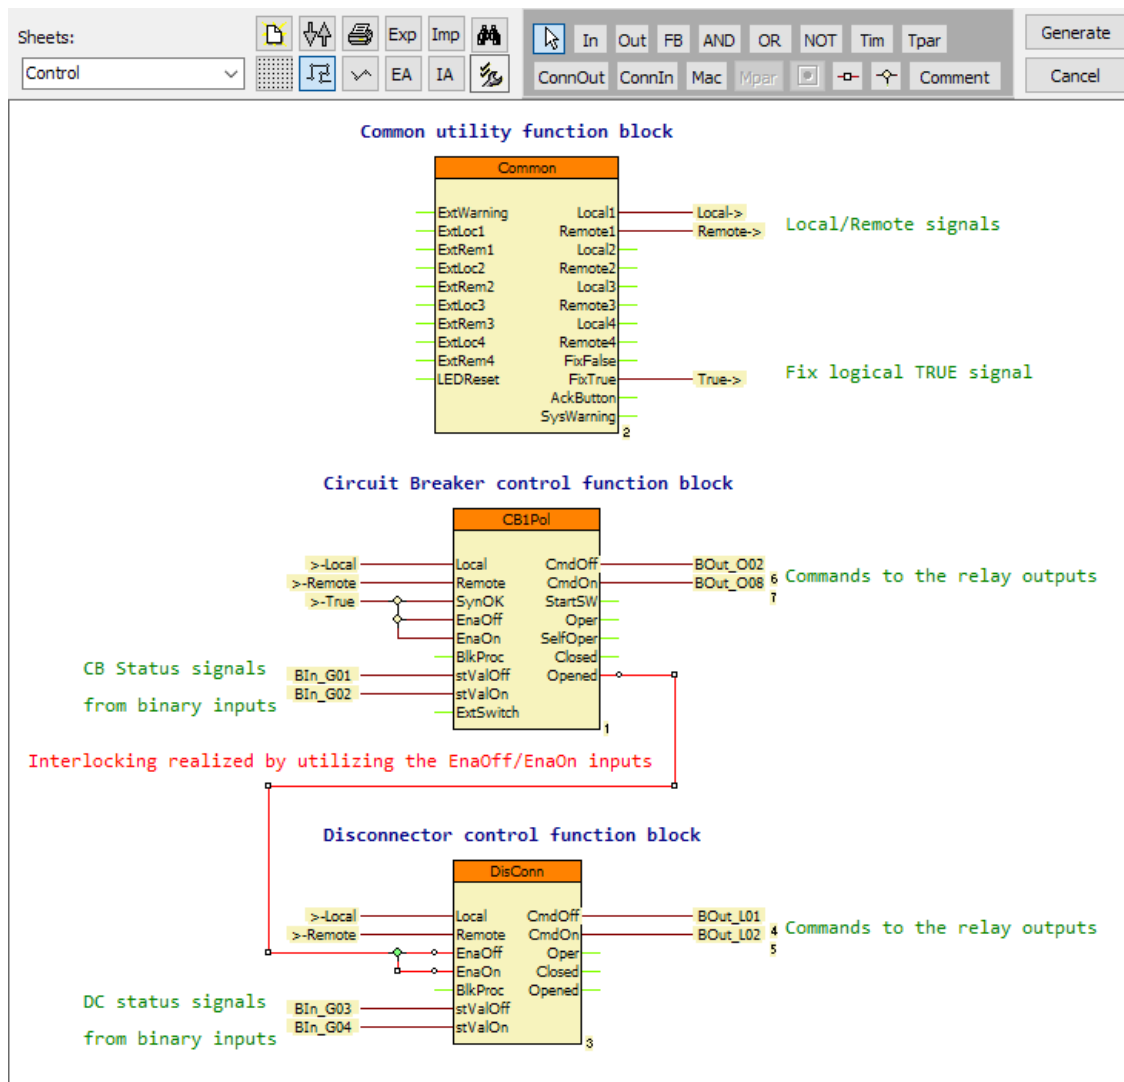 Sheets:
Exp Imp
In Out FB AND OR NOT Tim Tpar
Generate
Control
EA IA
ConnOut ConnIn Mac Mpar Comment
Cancel
Common utility function block
Common
ExtWarning Local1 Local->
ExtLoc1 Remote1 Remote->
Local/Remote signals
ExtRem1 Local2
ExtLoc2 Remote2
ExtRem2 Local3
ExtLoc3 Remote3
ExtRem3 Local4
ExtLoc4 Remote4
ExtRem4 FixFalse
LEDReset FixTrue True->
Fix logical TRUE signal
AckButton
SysWarning
2
Circuit Breaker control function block
CB1Pol
>-Local Local CmdOff BOut_O02
>-Remote Remote CmdOn BOut_O08 6
Commands to the relay outputs
>-True SynOK StartSW 7
EnaOff Oper
EnaOn SelfOper
BlkProc Closed
CB Status signals
BIn_G01 stValOff Opened
BIn_G02 stValOn
from binary inputs
ExtSwitch
1
Interlocking realized by utilizing the EnaOff/EnaOn inputs
Disconnector control function block
DisConn
>-Local Local CmdOff BOut_L01
>-Remote Remote CmdOn BOut_L02 4
Commands to the relay outputs
EnaOff Oper 5
EnaOn Closed
BlkProc Opened
DC status signals
BIn_G03 stValOff
BIn_G04 stValOn
from binary inputs
3